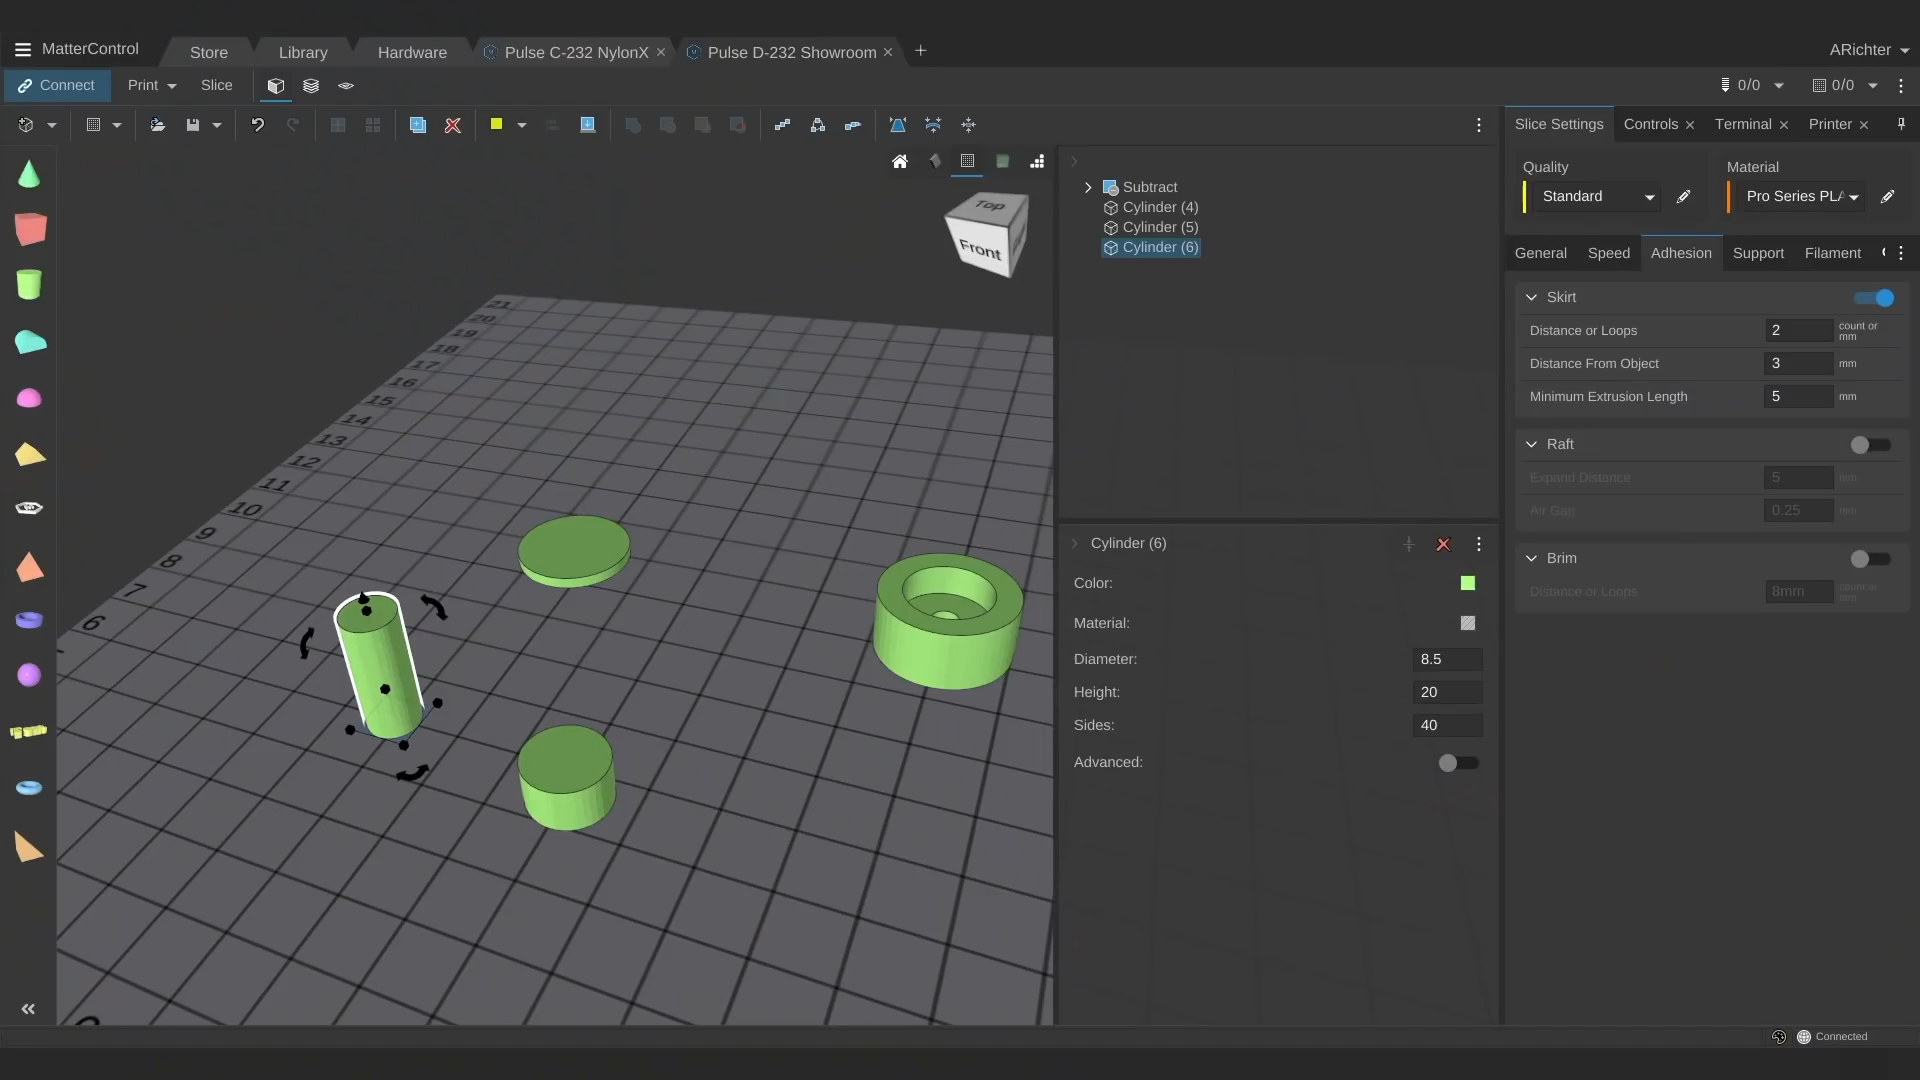 MatterControl
Store
Library
Hardware
Pulse C-232 NylonX
Pulse D-232 Showroom
ARichter
Connect
Print
Slice
0/0
0/0
Slice Settings
Controls
Terminal
Printer
Quality
Material
Standard
Pro Series PLA
General
Speed
Adhesion
Support
Filament
Skirt
Distance or Loops
2
count or
mm
Distance From Object
3
mm
Minimum Extrusion Length
5
mm
Raft
Expand Distance
5
mm
Air Gap
0.25
mm
Brim
Distance or Loops
8mm
count or
mm
Subtract
Cylinder (4)
Cylinder (5)
Cylinder (6)
Cylinder (6)
Color:
Material:
Diameter:
8.5
Height:
20
Sides:
40
Advanced:
Top
Front
21
20
19
18
17
16
15
14
13
12
11
10
9
8
7
6
Connected